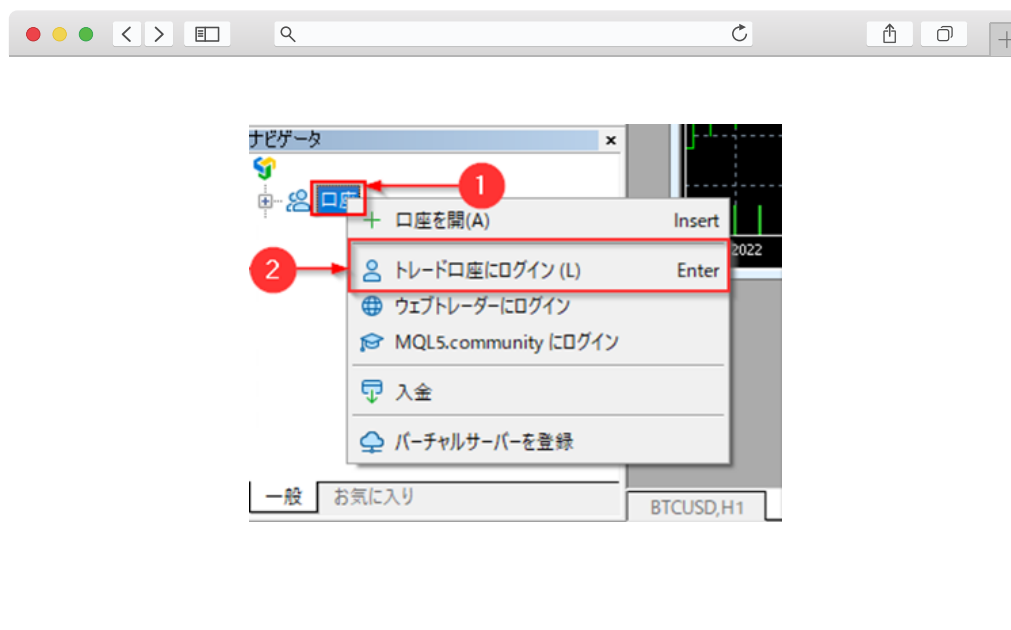 ナビゲータ
1
口座
口座を開(A) Insert
2022
2
トレード口座にログイン (L) Enter
ウェブトレーダーにログイン
MQL5.community にログイン
入金
バーチャルサーバーを登録
一般 お気に入り
BTCUSD,H1